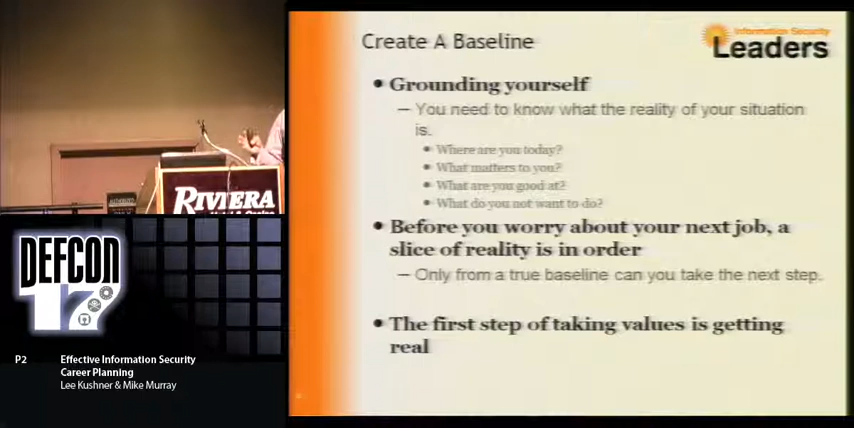 Create A Baseline
Information Security
Leaders
• Grounding yourself
– You need to know what the reality of your situation
is.
• Where are you today?
• What matters to you?
• What are you good at?
• What do you not want to do?
• Before you worry about your next job, a
slice of reality is in order
– Only from a true baseline can you take the next step.
• The first step of taking values is getting
real
RIVIERA
Hotel & Casino
DEFCON
17
P2
Effective Information Security
Career Planning
Lee Kushner & Mike Murray